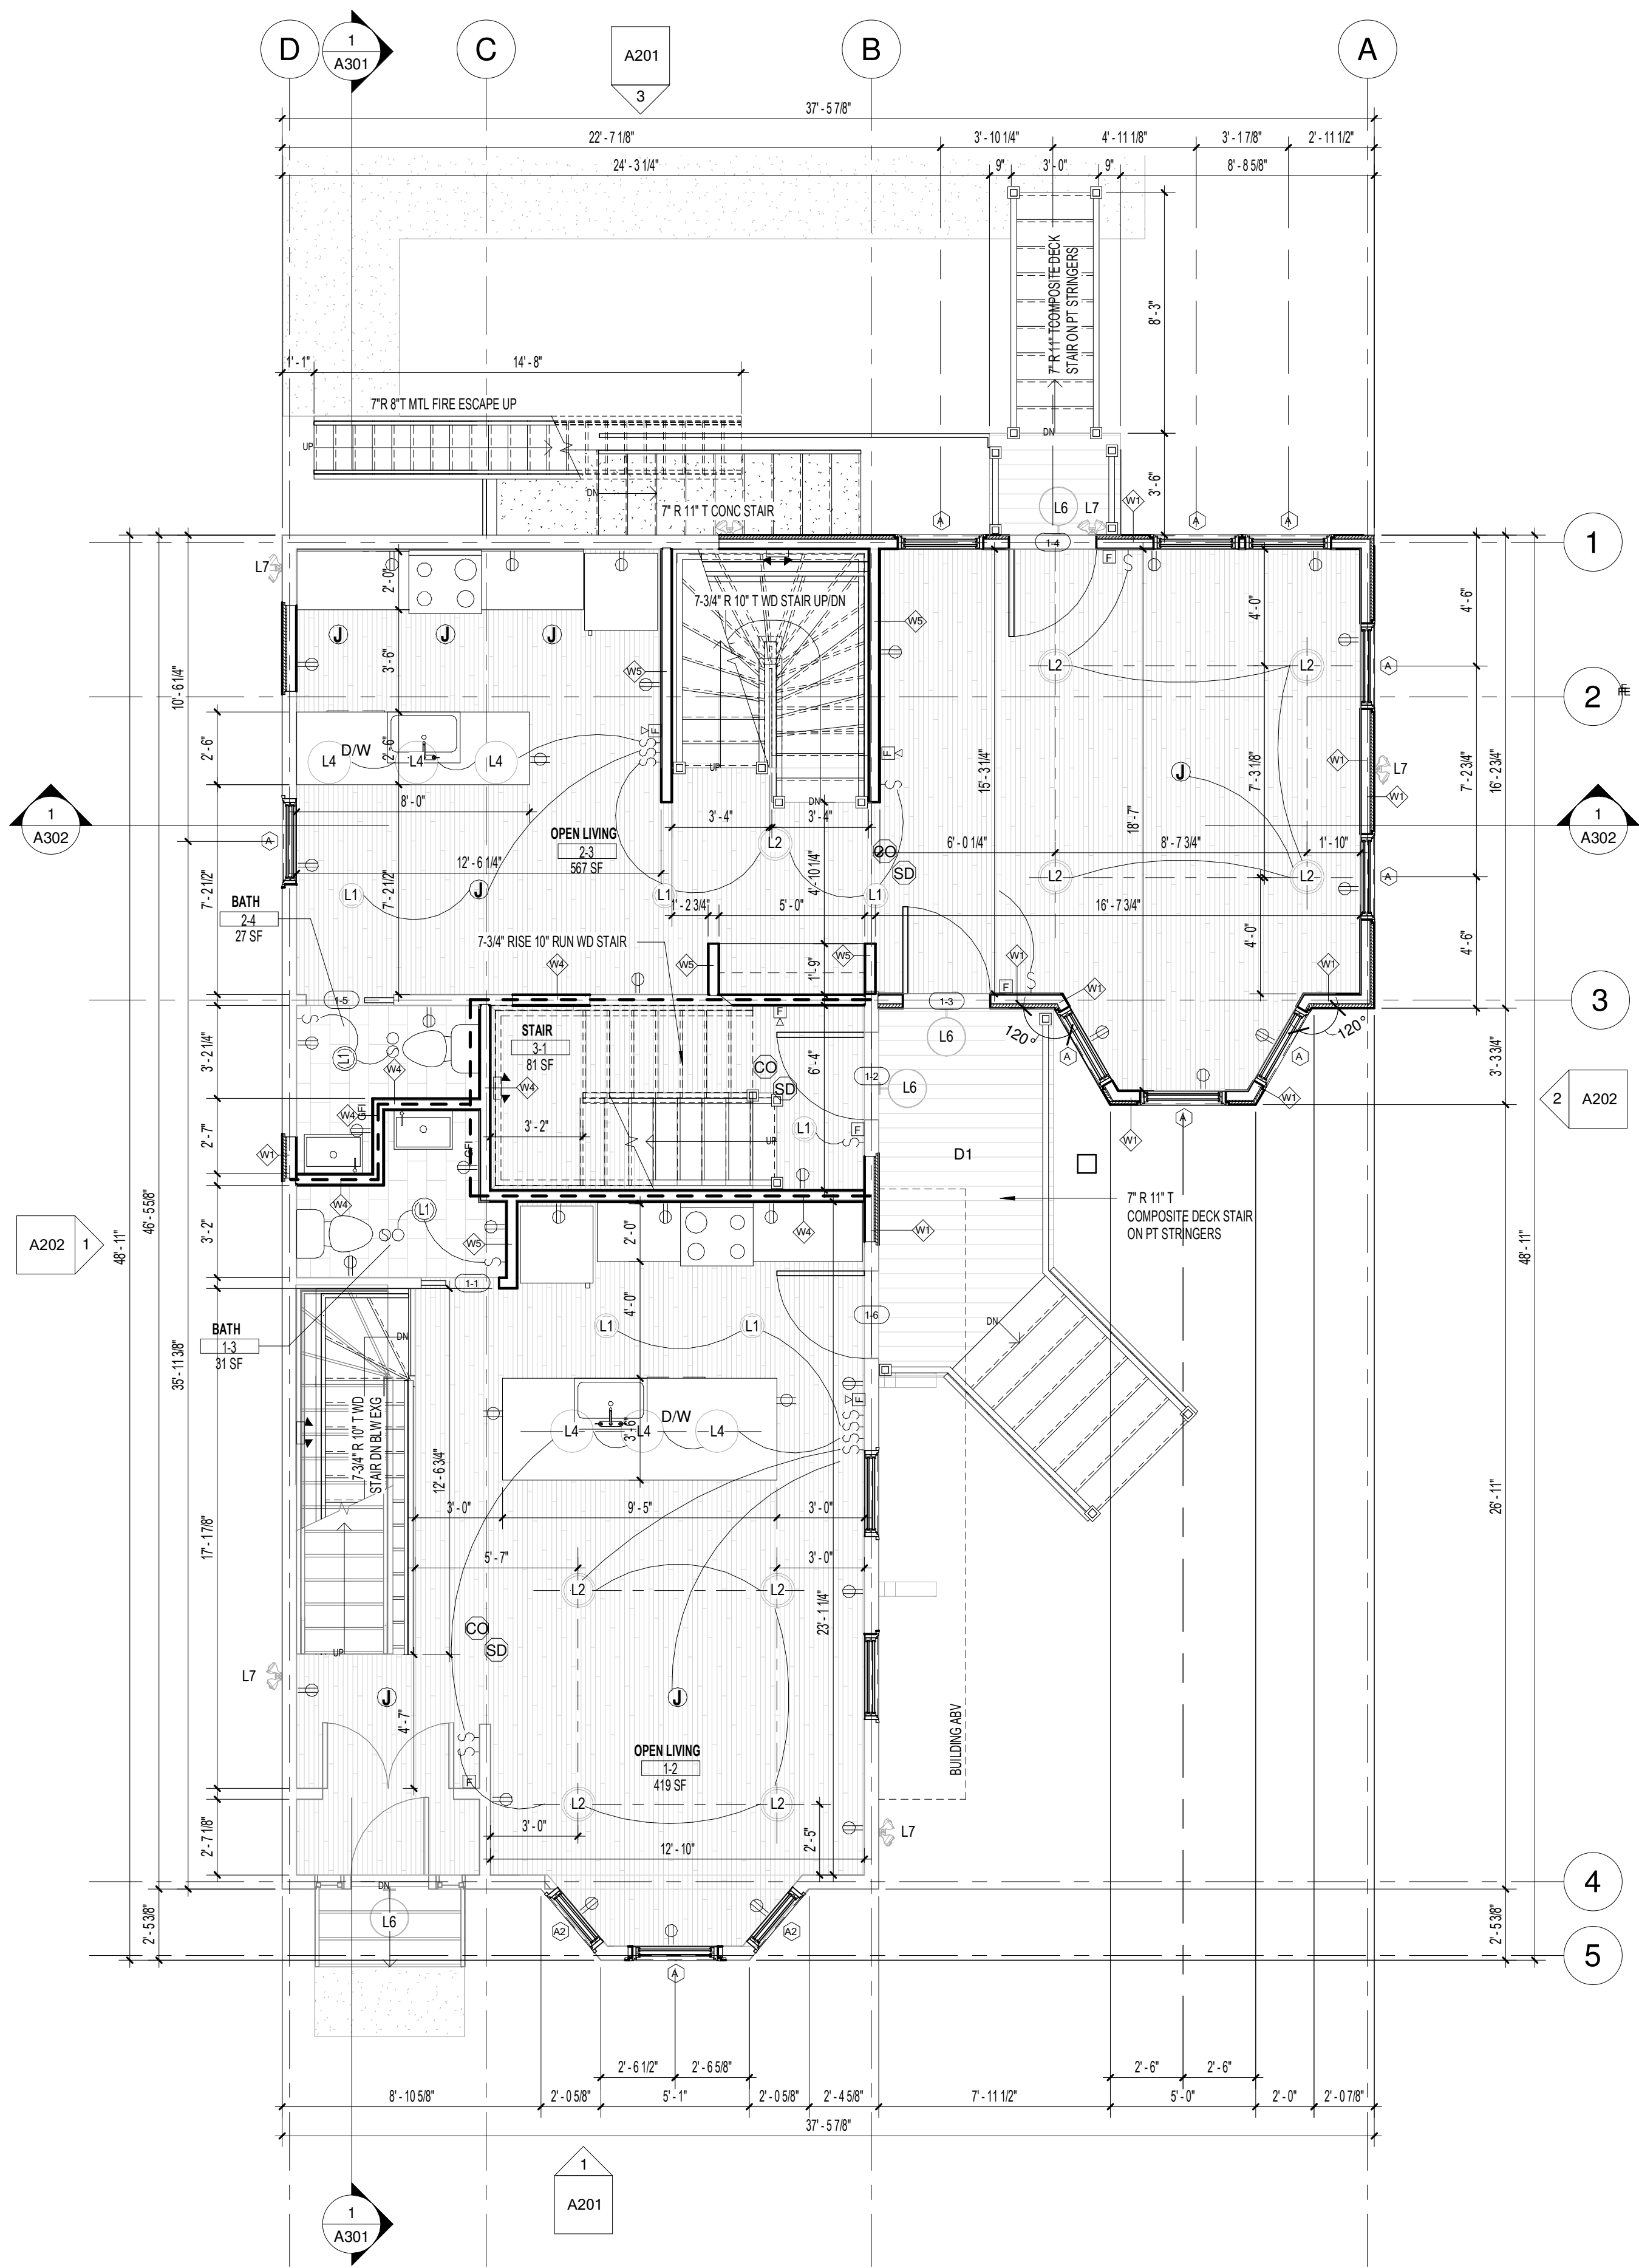 D
1
A301
C
A201
3
B
A
37' - 5 7/8"
22' - 7 1/8"
3' - 10 1/4"
4' - 11 1/8"
3' - 1 7/8"
2' - 11 1/2"
24' - 3 1/4"
9"
3' - 0"
9"
8' - 8 5/8"
7" R 11" TCOMPOSITE DECK
STAIR ON PT STRINGERS
8' - 3"
1' - 1"
14' - 8"
7"R 8"T MTL FIRE ESCAPE UP
UP
DN
DN
3' - 6"
7" R 11" T CONC STAIR
L6
L7
W1
A
A
A
1-4
1
L7
2' - 0"
F
7-3/4" R 10" T WD STAIR UP/DN
4' - 0"
4' - 6"
4' - 6"
J
J
J
W5
W5
3' - 6"
L2
L2
A
10' - 6 1/4"
2
2' - 6"
D/W
2' - 6"
L4
L4
L4
F
F
UP
DN
15' - 3 1/4"
J
7' - 3 1/8"
W1
L7
W1
7' - 2 3/4"
16' - 2 3/4"
8' - 0"
1
A302
A
OPEN LIVING
2-3
567 SF
3' - 4"
3' - 4"
L2
18' - 7"
6' - 0 1/4"
8' - 7 3/4"
1' - 10"
1
A302
12' - 6 1/4"
CO
SD
4' - 10 1/4"
L2
L2
A
7' - 2 1/2"
7' - 2 1/2"
L1
J
L1
L1
BATH
2-4
27 SF
1' - 2 3/4"
5' - 0"
16' - 7 3/4"
7-3/4" RISE 10" RUN WD STAIR
W4
W5
W5
1' - 9"
4' - 0"
4' - 6"
W1
W1
F
W1
1-5
1-3
3
STAIR
3-1
81 SF
F
L6
120°
120°
A
A
3' - 2 1/4"
L1
W4
W4
CO
SD
6' - 4"
1-2
L6
3' - 3 3/4"
W1
W1
A
2
A202
2' - 7"
W4
GFI
GFI
W1
3' - 2"
UP
L1
F
D1
W4
7" R 11" T
COMPOSITE DECK STAIR
ON PT STRINGERS
A202
1
48' - 11"
46' - 5 5/8"
3' - 2"
L1
W5
2' - 0"
W4
W1
48' - 11"
1-1
4' - 0"
L1
L1
1-6
BATH
1-3
31 SF
DN
DN
35' - 11 3/8"
7-3/4" R 10" T WD
STAIR DN BLW EXG
D/W
F
L4
L4
L4
3' - 6"
12' - 6 3/4"
26' - 11"
3' - 0"
9' - 5"
3' - 0"
17' - 1 7/8"
5' - 7"
3' - 0"
L2
L2
23' - 1 1/4"
CO
SD
UP
L7
J
J
4' - 7"
BUILDING ABV
OPEN LIVING
1-2
419 SF
F
L2
L2
2' - 7 1/8"
3' - 0"
12' - 10"
2' - 5"
L7
4
DN
L6
A2
A2
2' - 5 3/8"
2' - 5 3/8"
A
5
2' - 6 1/2"
2' - 6 5/8"
2' - 6"
2' - 6"
8' - 10 5/8"
2' - 0 5/8"
5' - 1"
2' - 0 5/8"
2' - 4 5/8"
7' - 11 1/2"
5' - 0"
2' - 0"
2' - 0 7/8"
37' - 5 7/8"
1
A201
1
A301